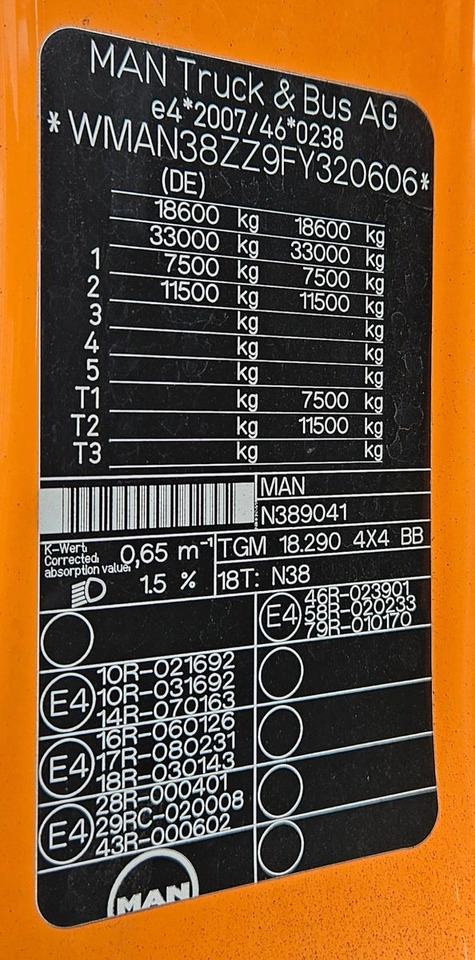 MAN Truck & Bus AG
e4*2007/46*0238
*WMAN38ZZ9FY320606*
(DE)
18600 kg 18600 kg
33000 kg 33000 kg
1 7500 kg 7500 kg
2 11500 kg 11500 kg
3 kg kg
4 kg kg
5 kg kg
T1 kg 7500 kg
T2 kg 11500 kg
T3 kg kg
MAN
N389041
K-Wert,
Corrected,
absorption value,
0,65 m⁻¹
TGM 18.290 4X4 BB
1.5 %
18T: N38
E4
46R-023901
58R-020233
79R-010170
E4
10R-021692
10R-031692
14R-070163
E4
16R-060126
17R-080231
18R-030143
E4
28R-000401
29RC-020008
43R-000602
MAN